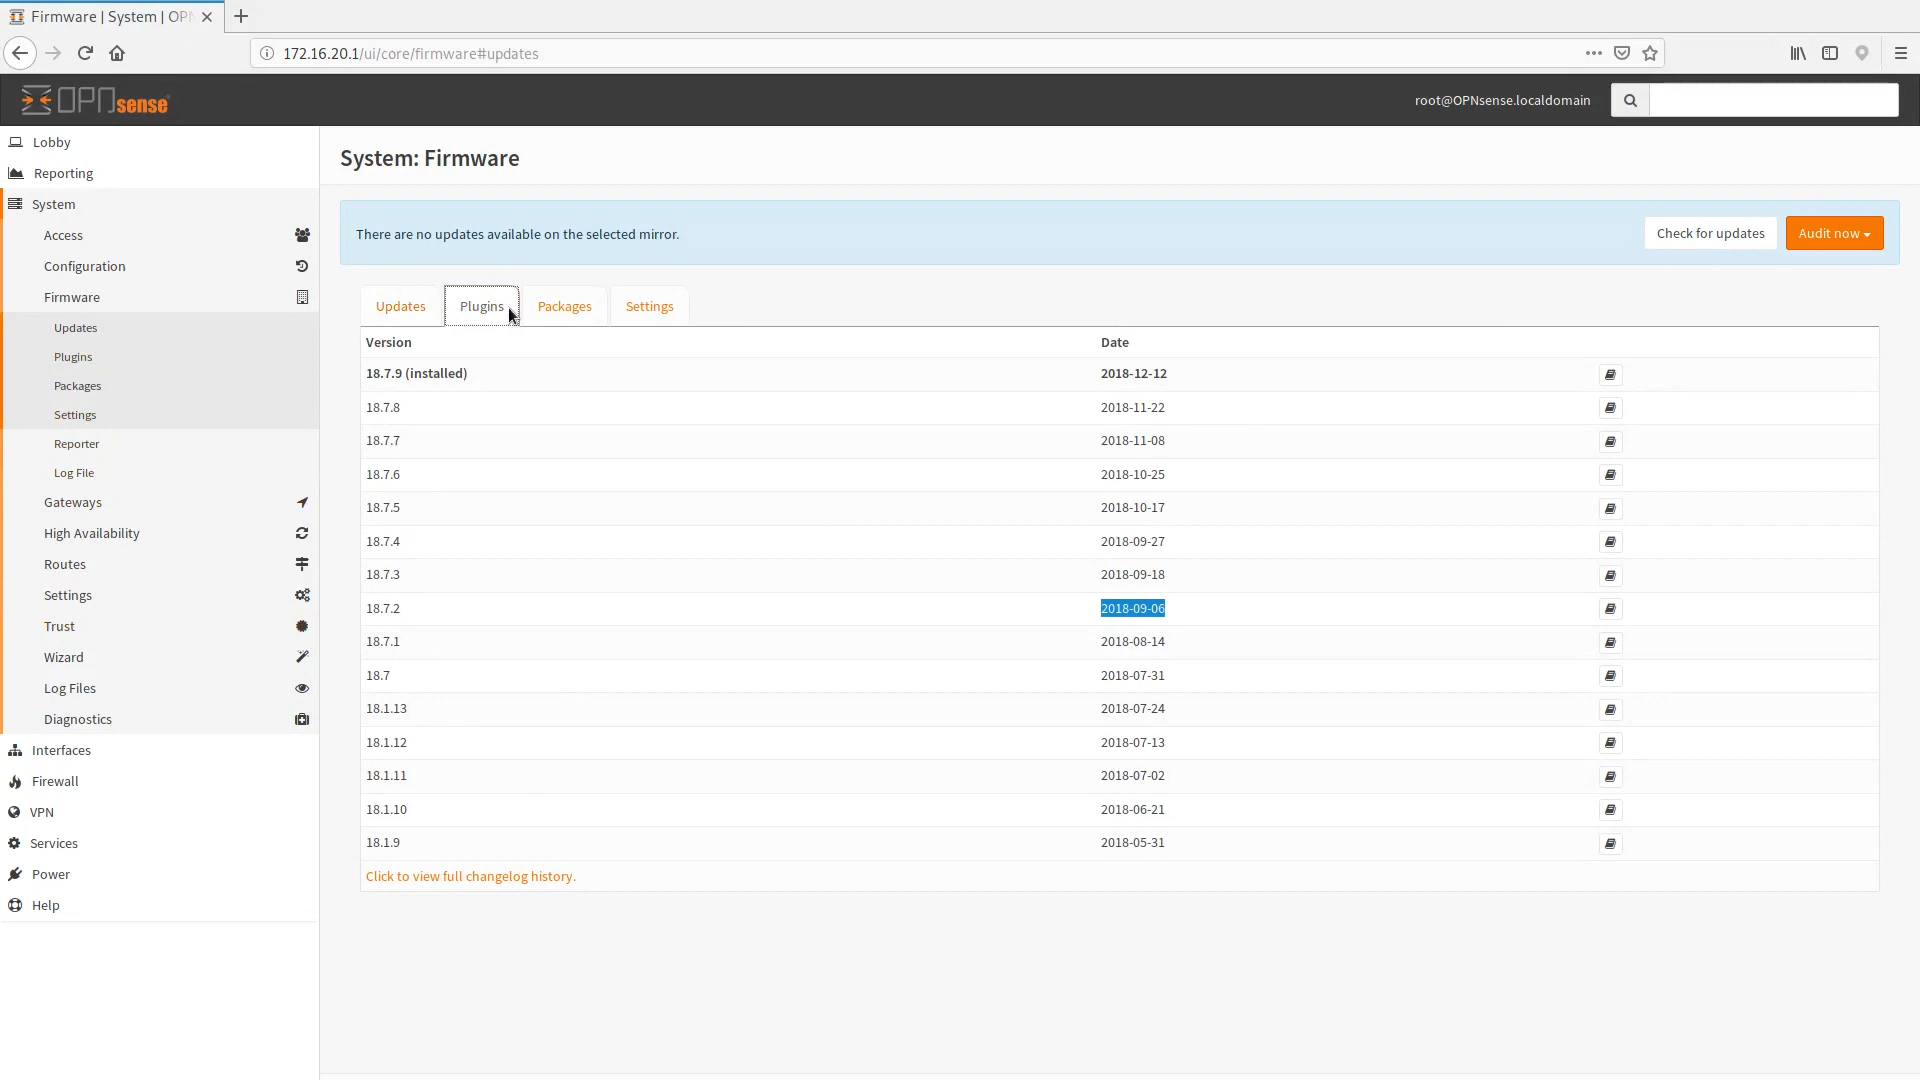 Firmware | System | OPN
172.16.20.1/ui/core/firmware#updates
OPNsense
root@OPNsense.localdomain
Lobby
Reporting
System
Access
Configuration
Firmware
Updates
Plugins
Packages
Settings
Reporter
Log File
Gateways
High Availability
Routes
Settings
Trust
Wizard
Log Files
Diagnostics
Interfaces
Firewall
VPN
Services
Power
Help
System: Firmware
There are no updates available on the selected mirror.
Check for updates
Audit now
Updates Plugins Packages Settings
Version Date
18.7.9 (installed) 2018-12-12
18.7.8 2018-11-22
18.7.7 2018-11-08
18.7.6 2018-10-25
18.7.5 2018-10-17
18.7.4 2018-09-27
18.7.3 2018-09-18
18.7.2 2018-09-06
18.7.1 2018-08-14
18.7 2018-07-31
18.1.13 2018-07-24
18.1.12 2018-07-13
18.1.11 2018-07-02
18.1.10 2018-06-21
18.1.9 2018-05-31
Click to view full changelog history.